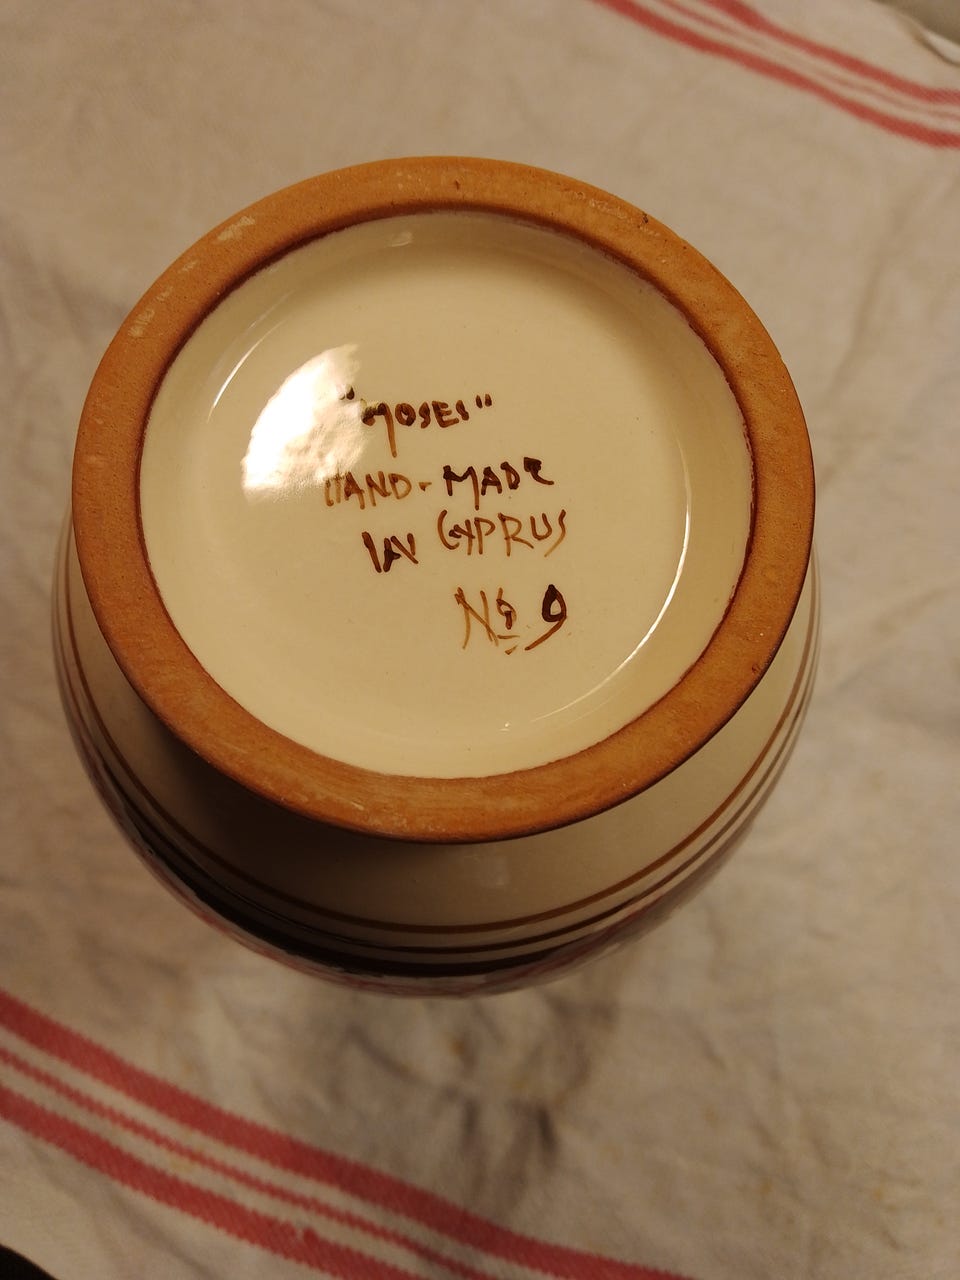 "MOSES"
HAND-MADE
IN CYPRUS
No 9